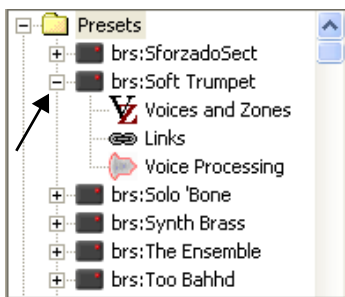 Presets
brs:SforzadoSect
brs:Soft Trumpet
Voices and Zones
Links
Voice Processing
brs:Solo 'Bone
brs:Synth Brass
brs:The Ensemble
brs:Too Bahhd